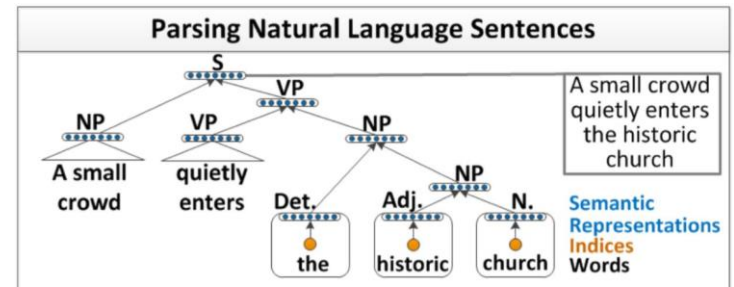 Parsing Natural Language Sentences
S
VP
NP
VP
NP
A small
crowd
quietly
enters
NP
Det.
Adj.
N.
the
historic
church
A small crowd
quietly enters
the historic
church
Semantic
Representations
Indices
Words